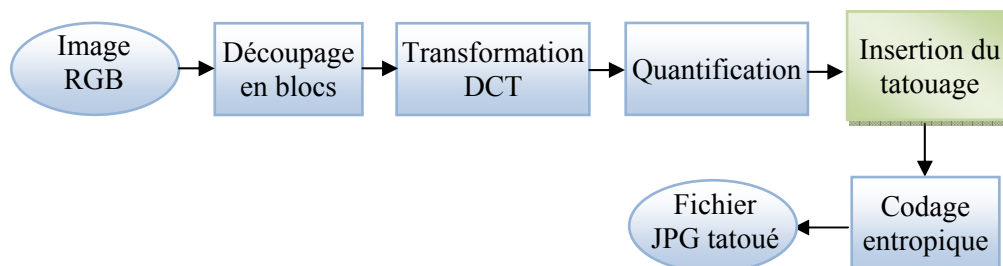 Image
RGB
Découpage
en blocs
Transformation
DCT
Quantification
Insertion du
tatouage
Codage
entropique
Fichier
JPG tatoué